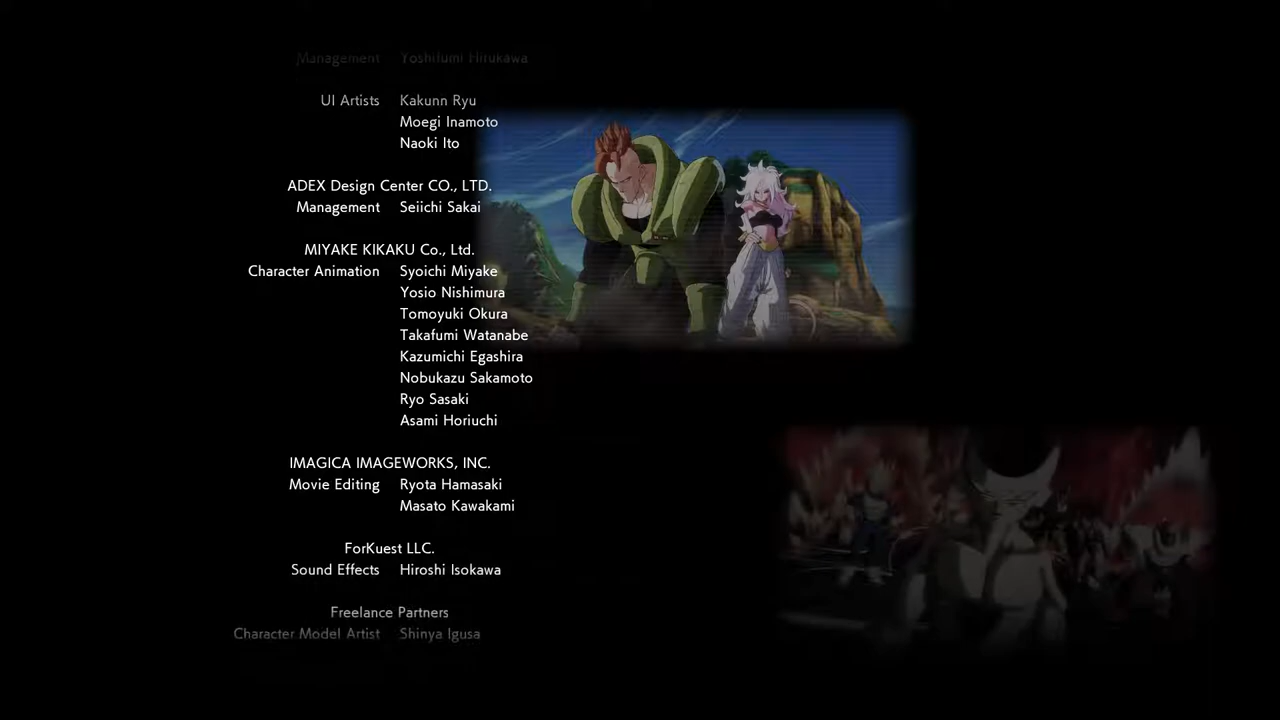 Management Yoshifumi Hirukawa
UI Artists Kakunn Ryu
Moegi Inamoto
Naoki Ito
ADEX Design Center CO., LTD.
Management Seiichi Sakai
MIYAKE KIKAKU Co., Ltd.
Character Animation Syoichi Miyake
Yosio Nishimura
Tomoyuki Okura
Takafumi Watanabe
Kazumichi Egashira
Nobukazu Sakamoto
Ryo Sasaki
Asami Horiuchi
IMAGICA IMAGEWORKS, INC.
Movie Editing Ryota Hamasaki
Masato Kawakami
ForKuest LLC.
Sound Effects Hiroshi Isokawa
Freelance Partners
Character Model Artist Shinya Igusa